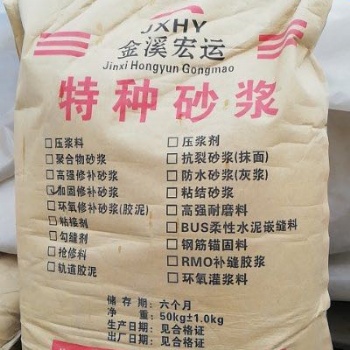 JXHY
金溪宏运
Jinxi Hongyun Gongmao
特种砂浆
压浆料
聚合物砂浆
高强修补砂浆
加固修补砂浆
环氧修补砂浆(胶泥)
粘接剂
勾缝剂
抢修料
轨道胶泥
压浆剂
抗裂砂浆(抹面)
防水砂浆(灰浆)
粘结砂浆
高强耐磨料
BUS柔性水泥嵌缝料
钢筋锚固料
RMO补缝胶浆
环氧灌浆料
储存期:六个月
净重:50kg±1.0kg
生产日期:见合格证
出厂日期:见合格证